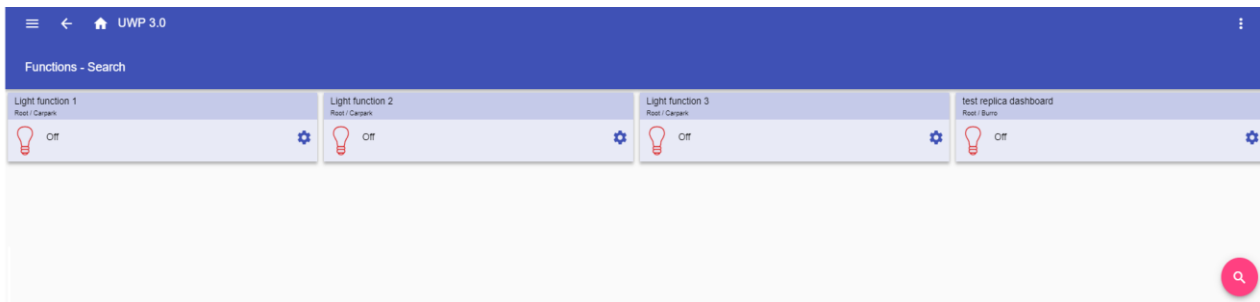 UWP 3.0
Functions - Search
Light function 1
Root / Carpark
Off
Light function 2
Root / Carpark
Off
Light function 3
Root / Carpark
Off
test replica dashboard
Root / Burro
Off